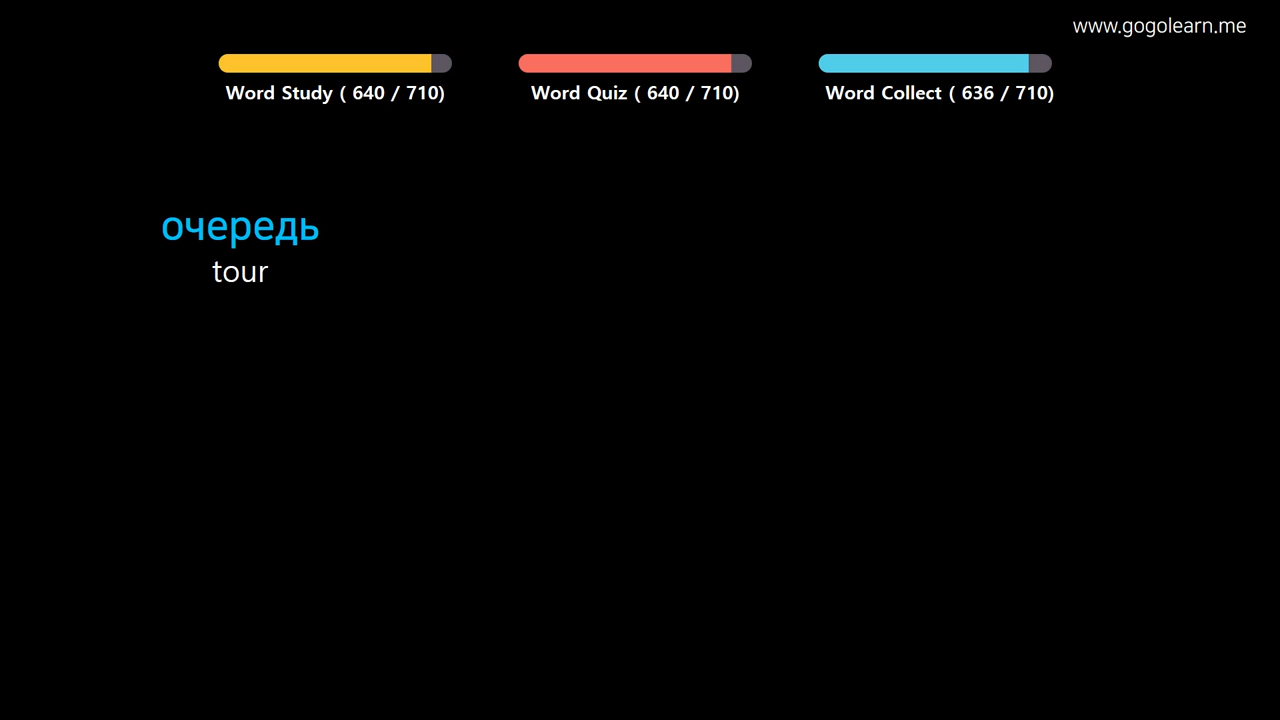 www.gogolearn.me
Word Study ( 640 / 710)
Word Quiz ( 640 / 710)
Word Collect ( 636 / 710)
очередь
tour